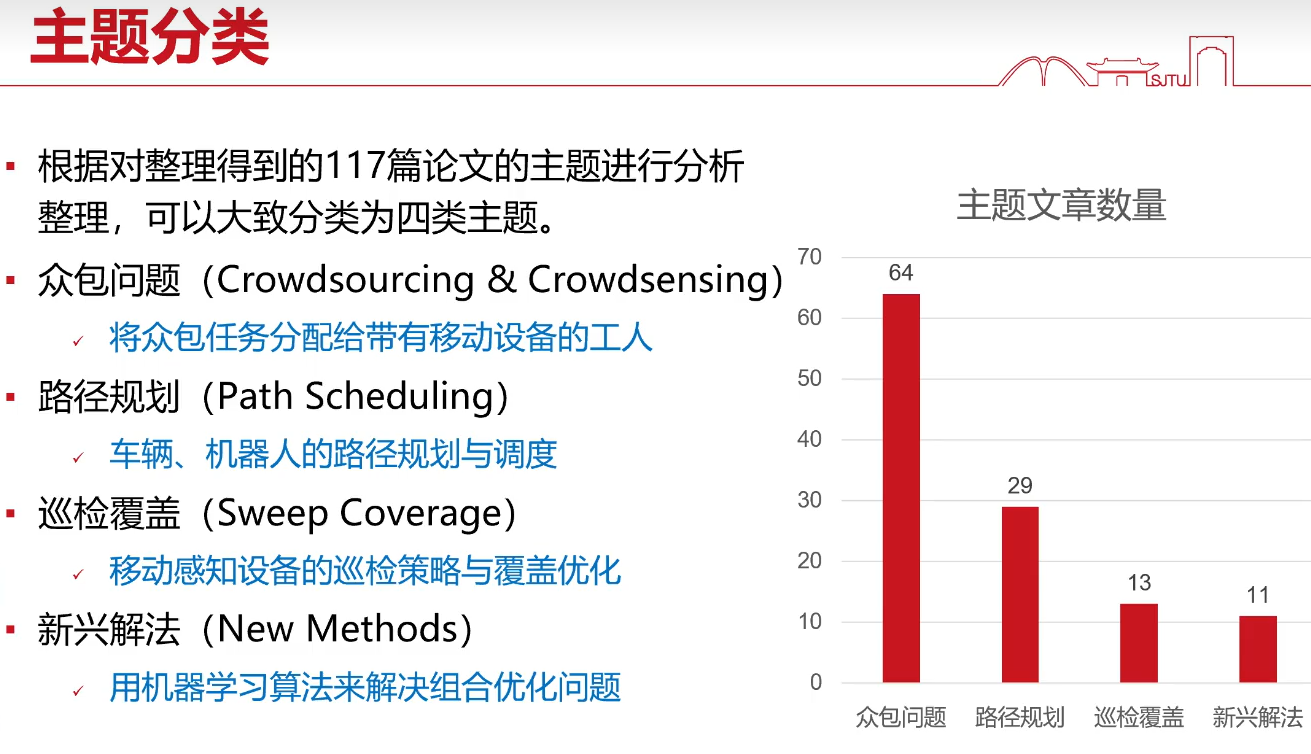 主题分类
SJTU
根据对整理得到的117篇论文的主题进行分析
整理，可以大致分类为四类主题。
众包问题（Crowdsourcing & Crowdsensing）
将众包任务分配给带有移动设备的工人
路径规划（Path Scheduling）
车辆、机器人的路径规划与调度
巡检覆盖（Sweep Coverage）
移动感知设备的巡检策略与覆盖优化
新兴解法（New Methods）
用机器学习算法来解决组合优化问题
主题文章数量
70
60
50
40
30
20
10
0
64
29
13
11
众包问题 路径规划 巡检覆盖 新兴解法